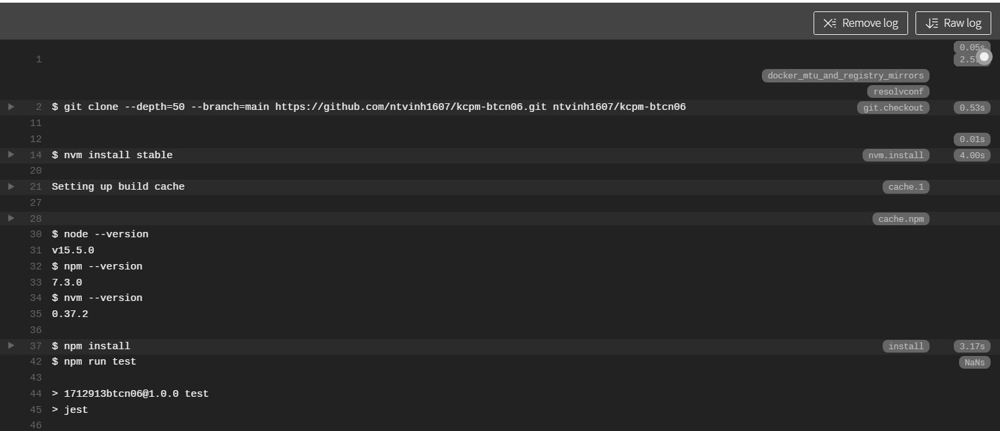 Remove log Raw log
0.05s
1 2.5
docker_mtu_and_registry_mirrors
resolvconf
2 $ git clone --depth=50 --branch=main https://github.com/ntvinh1607/kcpm-btcn06.git ntvinh1607/kcpm-btcn06 git.checkout 0.53s
11
12 0.01s
14 $ nvm install stable nvm.install 4.00s
20
21 Setting up build cache cache.1
27
28 cache.npm
30 $ node --version
31 v15.5.0
32 $ npm --version
33 7.3.0
34 $ nvm --version
35 0.37.2
36
37 $ npm install install 3.17s
42 $ npm run test NaNs
43
44 > 1712913btcn06@1.0.0 test
45 > jest
46